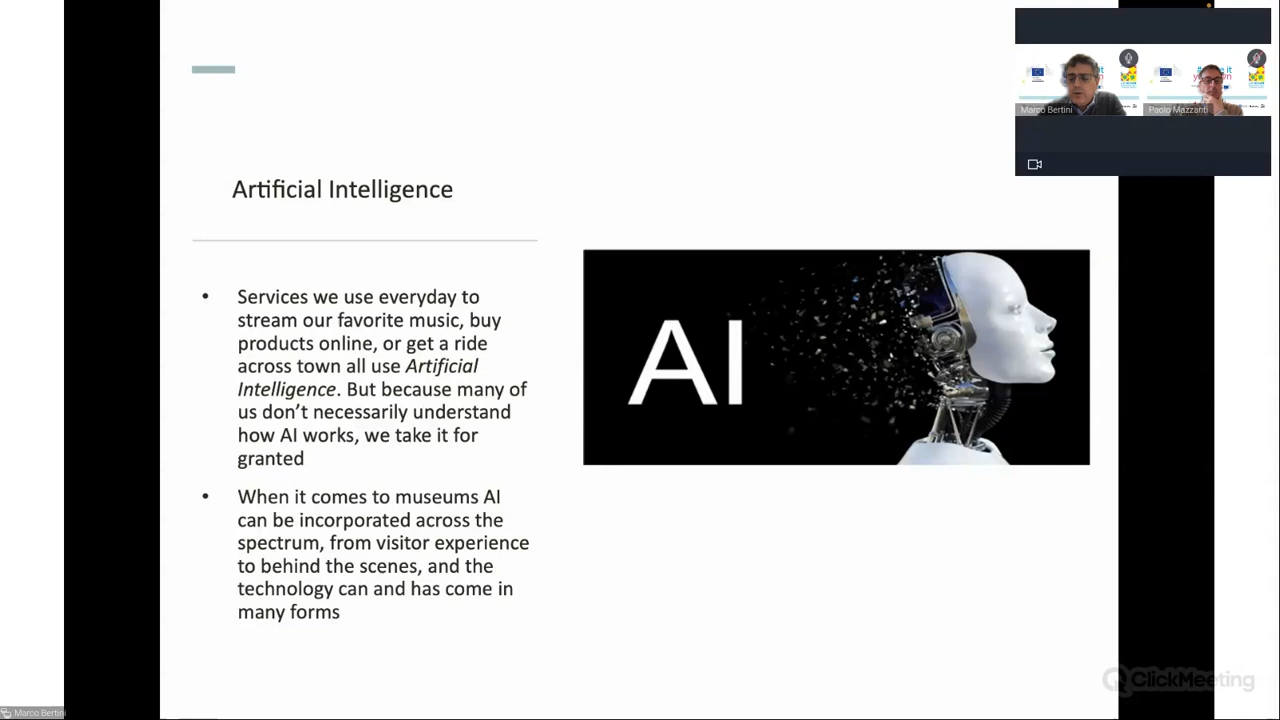 Artificial Intelligence
• Services we use everyday to
stream our favorite music, buy
products online, or get a ride
across town all use Artificial
Intelligence. But because many of
us don’t necessarily understand
how AI works, we take it for
granted
• When it comes to museums AI
can be incorporated across the
spectrum, from visitor experience
to behind the scenes, and the
technology can and has come in
many forms
AI
Marco Bertini
Paolo Mazzanti
ClickMeeting
Marco Bertini